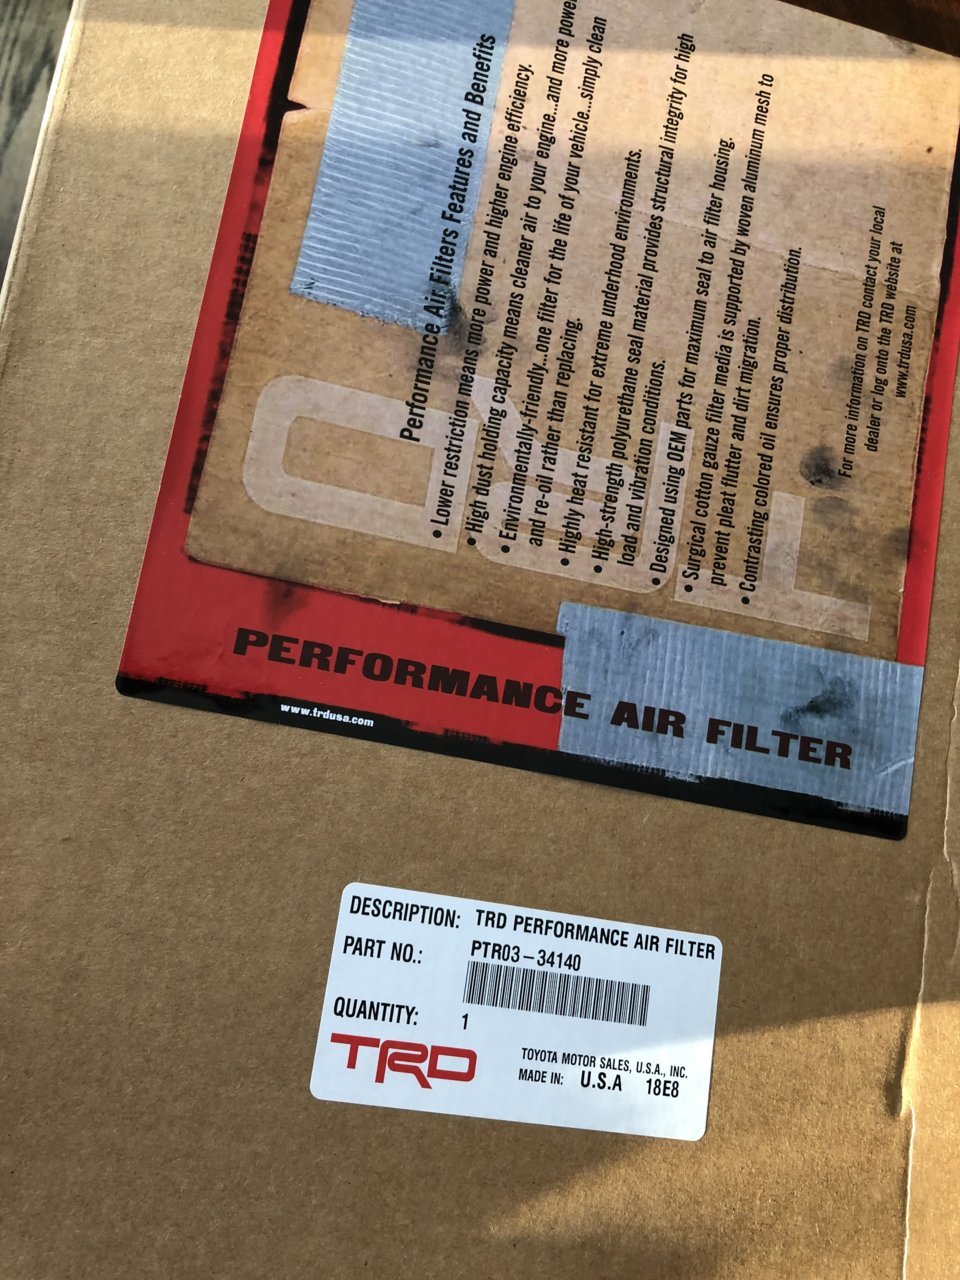 Performance Air Filters Features and Benefits
• Lower restriction means more power and higher engine efficiency.
• High dust holding capacity means cleaner air to your engine...and more power
• Environmentally-friendly...one filter for the life of your vehicle...simply clean
and re-oil rather than replacing.
• Highly heat resistant for extreme underhood environments.
• High-strength polyurethane seal material provides structural integrity for high
load and vibration conditions.
• Designed using OEM parts for maximum seal to air filter housing.
• Surgical cotton gauze filter media is supported by woven aluminum mesh to
prevent pleat flutter and dirt migration.
• Contrasting colored oil ensures proper distribution.
For more information on TRD contact your local
dealer or log onto the TRD website at
www.trdusa.com
TRD
PERFORMANCE AIR FILTER
www.trdusa.com
DESCRIPTION: TRD PERFORMANCE AIR FILTER
PART NO.: PTR03-34140
QUANTITY: 1
TRD
TOYOTA MOTOR SALES, U.S.A., INC.
MADE IN: U.S.A 18E8